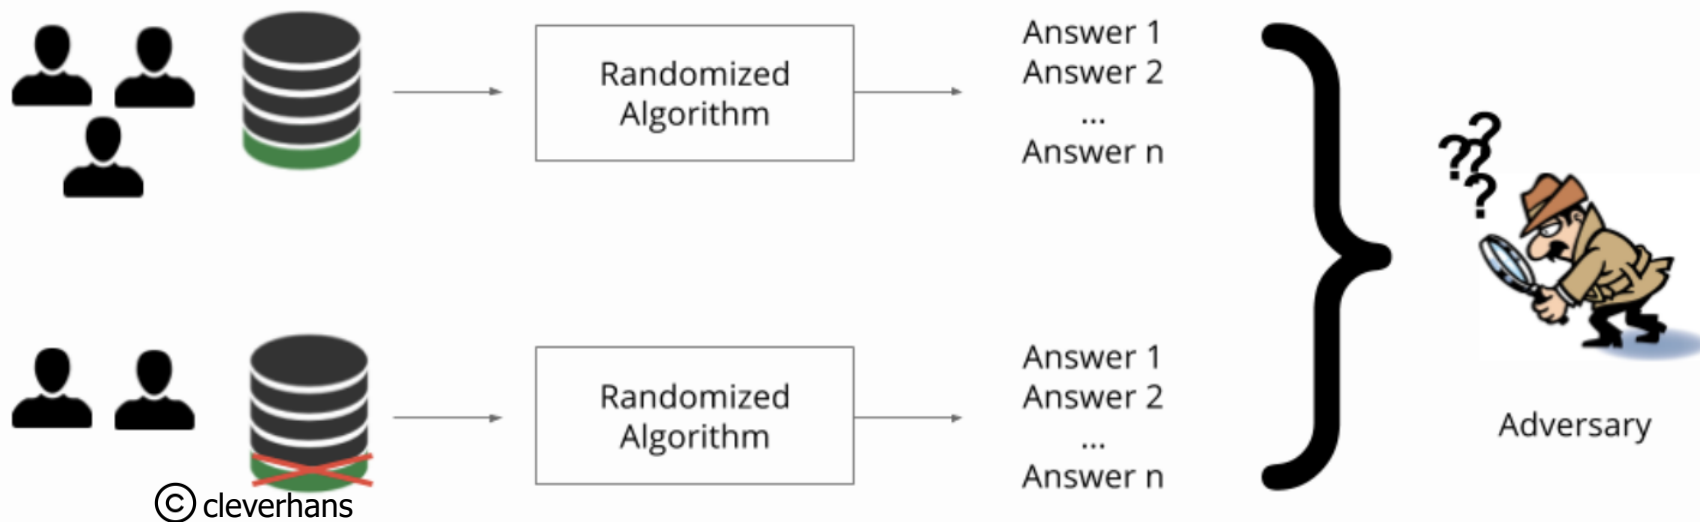 Randomized
Algorithm
Answer 1
Answer 2
...
Answer n
? ? ? ?
Randomized
Algorithm
Answer 1
Answer 2
...
Answer n
Adversary
© cleverhans